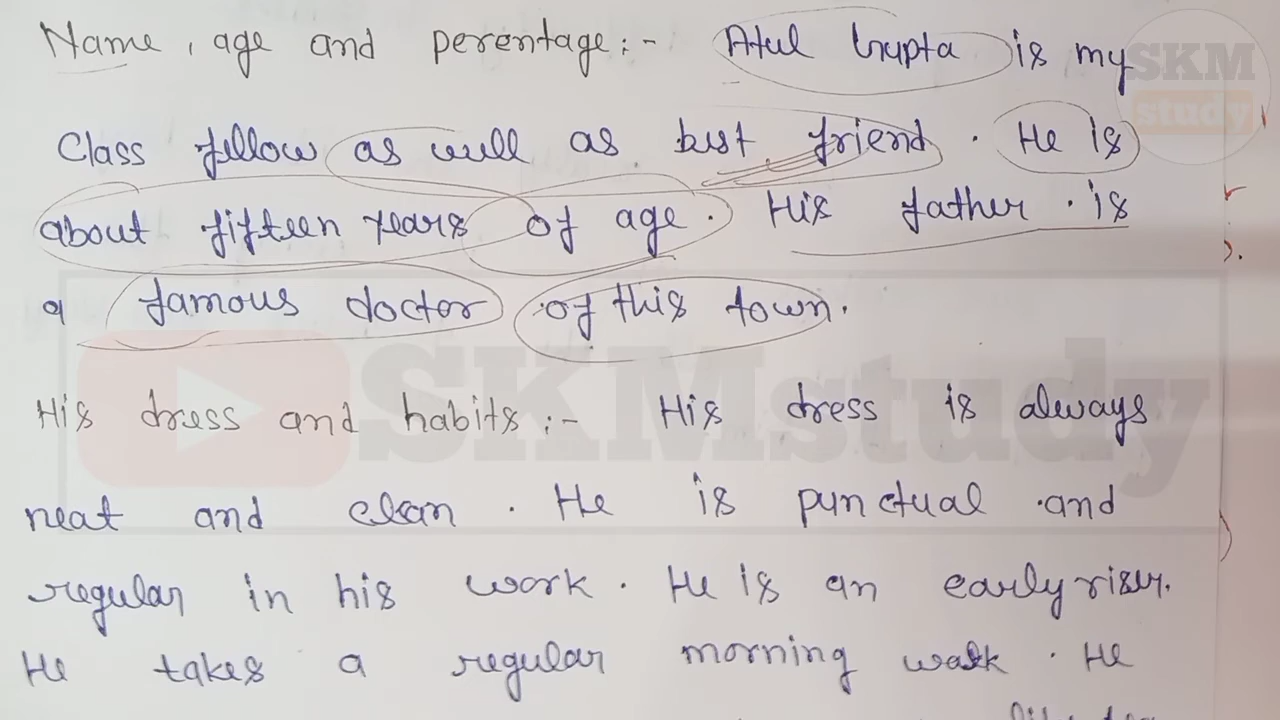 Name, age and perentage:- Atul Gupta is my
Class fellow as well as best friend. He is
about fifteen years of age. His father is
a famous doctor of this town.
His dress and habits:- His dress is always
neat and clean. He is punctual and
regular in his work. He is an early riser.
He takes a regular morning walk. He
SKM
study
SKMstudy